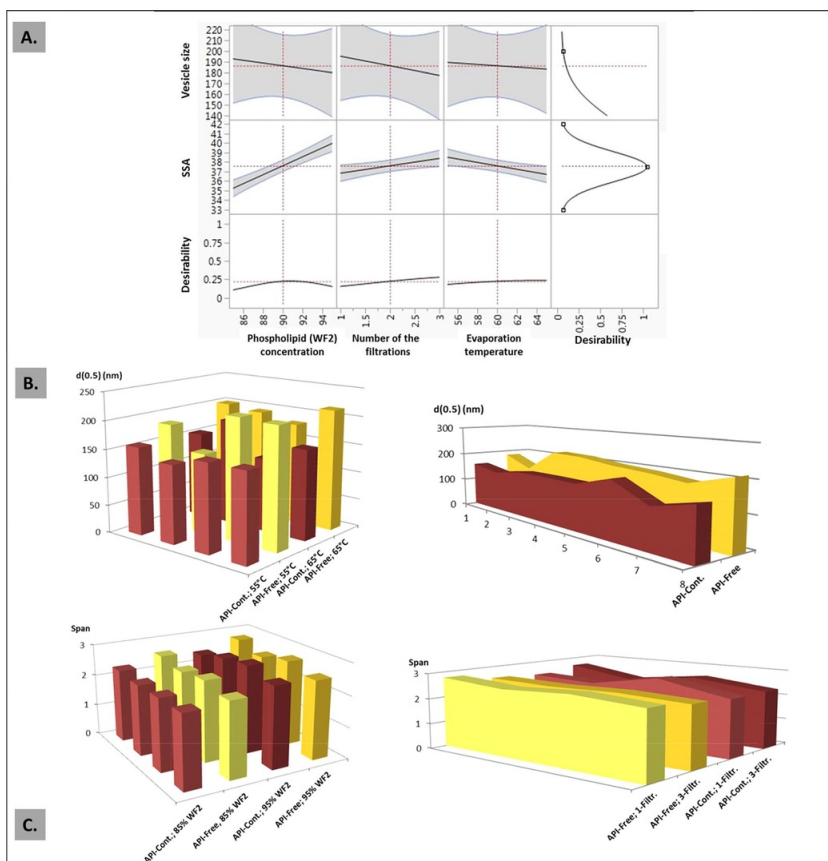 A.
Vesicle size
220
210
200
190
180
170
160
150
140
SSA
42
41
40
39
38
37
36
35
34
33
Desirability
1
0.75
0.5
0.25
0
86 88 90 92 94 1 1.5 2 2.5 3 56 58 60 62 64 0 0.25 0.5 0.75 1
Phospholipid (WF2) concentration
Number of the filtrations
Evaporation temperature
Desirability
B.
d(0.5) (nm)
250
200
150
100
50
0
API-Cont.; 55°C
API-Free; 55°C
API-Cont.; 65°C
API-Free; 65°C
d(0.5) (nm)
300
200
100
0
1 2 3 4 5 6 7 8
API-Cont.
API-Free
Span
3
2
1
0
API-Cont.; 85% WF2
API-Free, 85% WF2
API-Cont.; 95% WF2
API-Free; 95% WF2
Span
3
2
1
0
API-Free; 1-Filtr.
API-Free; 3-Filtr.
API-Cont.; 1-Filtr.
API-Cont.; 3-Filtr.
C.